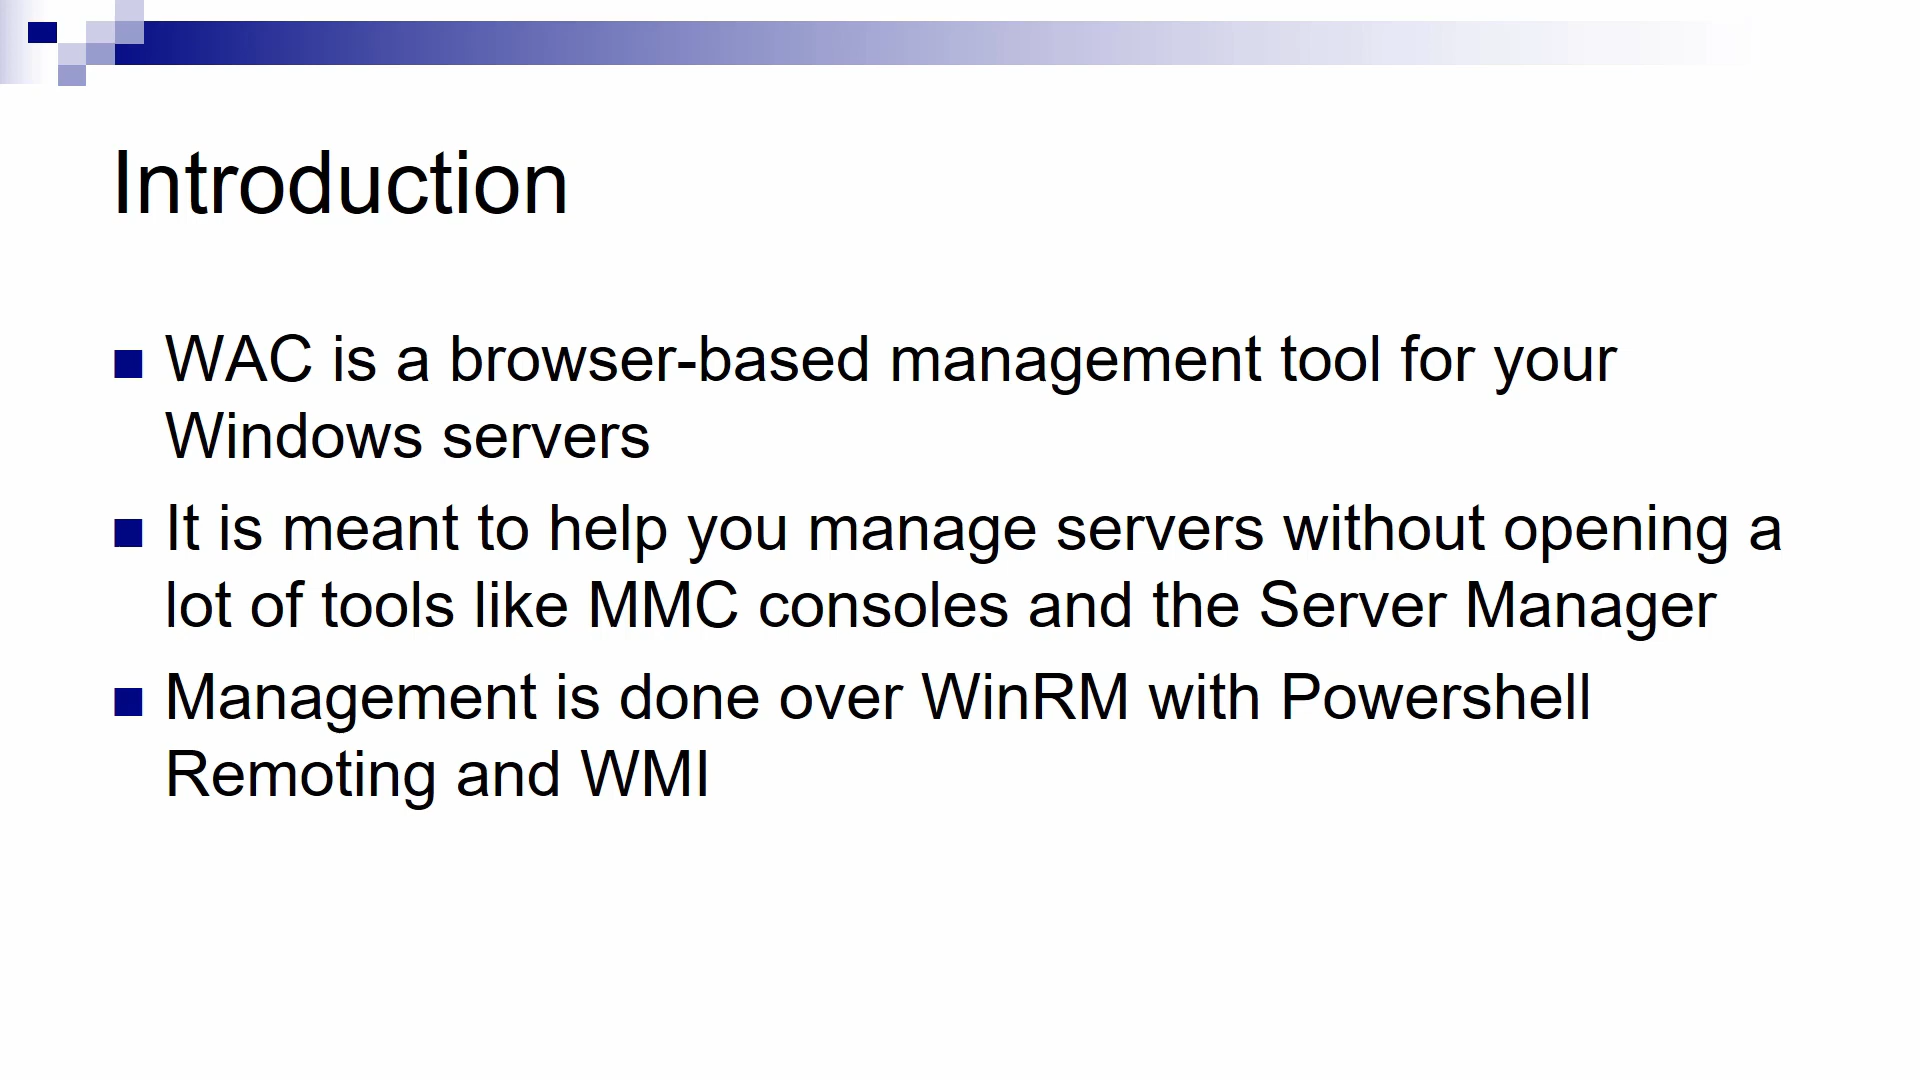 Introduction
WAC is a browser-based management tool for your
Windows servers
It is meant to help you manage servers without opening a
lot of tools like MMC consoles and the Server Manager
Management is done over WinRM with Powershell
Remoting and WMI